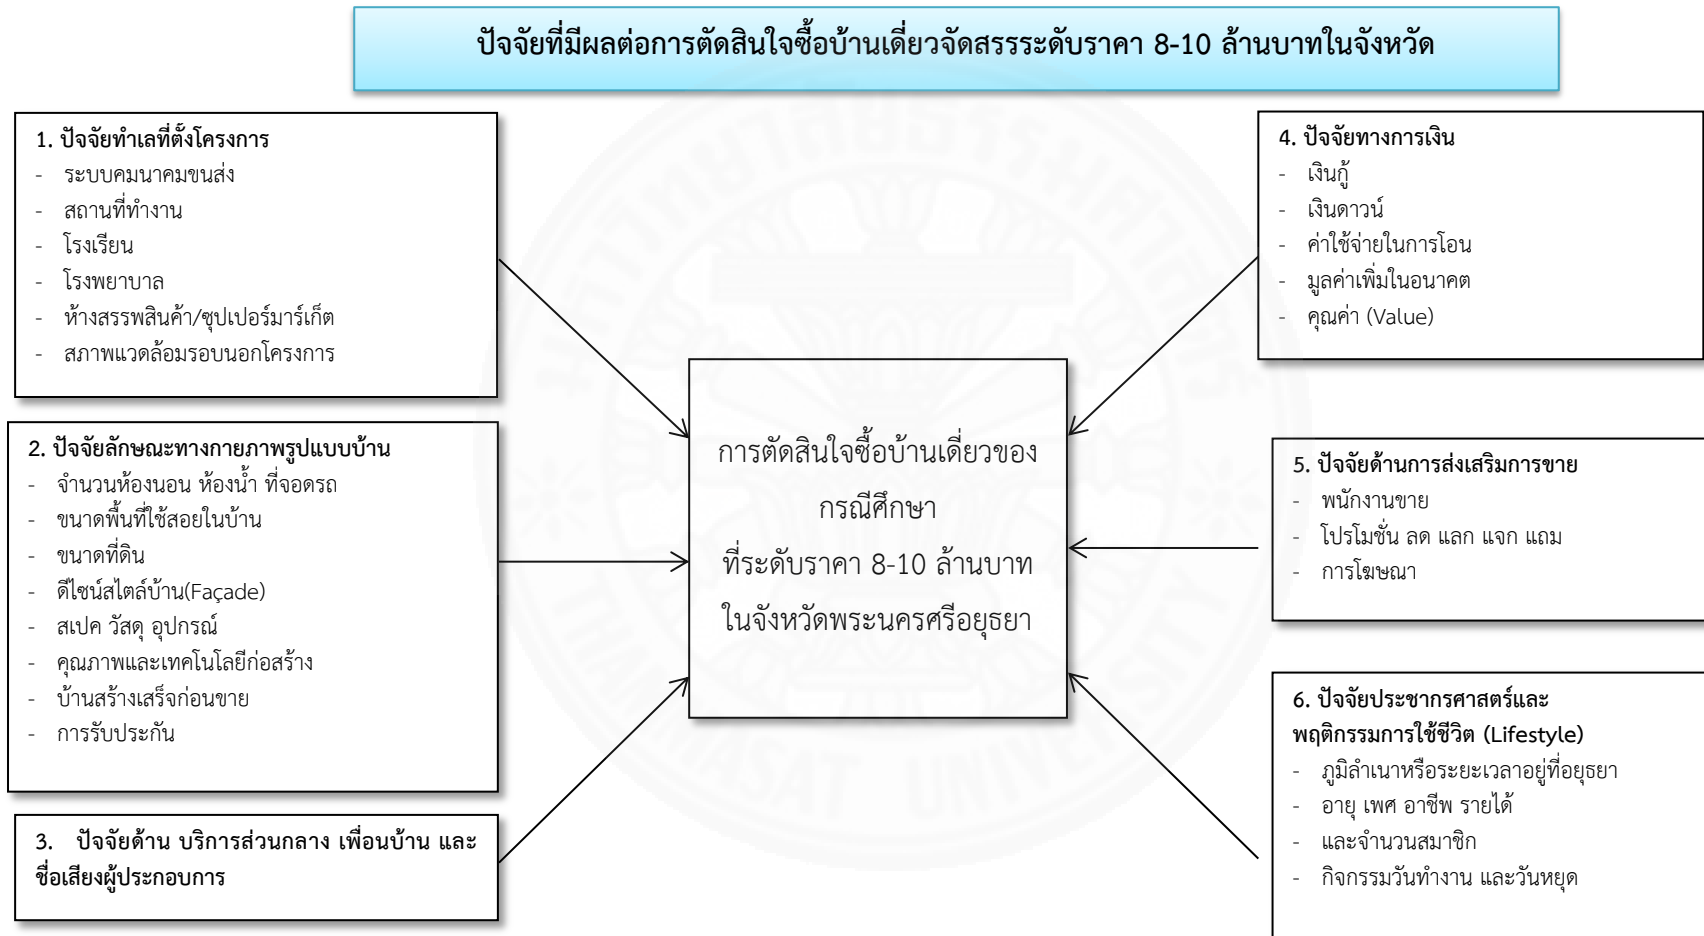 ปัจจัยที่มีผลต่อการตัดสินใจซื้อบ้านเดี่ยวจัดสรรระดับราคา 8-10 ล้านบาทในจังหวัด
1. ปัจจัยทำเลที่ตั้งโครงการ
- ระบบคมนาคมขนส่ง
- สถานที่ทำงาน
- โรงเรียน
- โรงพยาบาล
- ห้างสรรพสินค้า/ซุปเปอร์มาร์เก็ต
- สภาพแวดล้อมรอบนอกโครงการ
2. ปัจจัยลักษณะทางกายภาพรูปแบบบ้าน
- จำนวนห้องนอน ห้องน้ำ ที่จอดรถ
- ขนาดพื้นที่ใช้สอยในบ้าน
- ขนาดที่ดิน
- ดีไซน์สไตล์บ้าน(Façade)
- สเปค วัสดุ อุปกรณ์
- คุณภาพและเทคโนโลยีก่อสร้าง
- บ้านสร้างเสร็จก่อนขาย
- การรับประกัน
3. ปัจจัยด้าน บริการส่วนกลาง เพื่อนบ้าน และ
ชื่อเสียงผู้ประกอบการ
การตัดสินใจซื้อบ้านเดี่ยวของ
กรณีศึกษา
ที่ระดับราคา 8-10 ล้านบาท
ในจังหวัดพระนครศรีอยุธยา
4. ปัจจัยทางการเงิน
- เงินกู้
- เงินดาวน์
- ค่าใช้จ่ายในการโอน
- มูลค่าเพิ่มในอนาคต
- คุณค่า (Value)
5. ปัจจัยด้านการส่งเสริมการขาย
- พนักงานขาย
- โปรโมชั่น ลด แลก แจก แถม
- การโฆษณา
6. ปัจจัยประชากรศาสตร์และ
พฤติกรรมการใช้ชีวิต (Lifestyle)
- ภูมิลำเนาหรือระยะเวลาอยู่ที่อยุธยา
- อายุ เพศ อาชีพ รายได้
- และจำนวนสมาชิก
- กิจกรรมวันทำงาน และวันหยุด
มหาวิทยาลัยธรรมศาสตร์
THAMMASAT UNIVERSITY